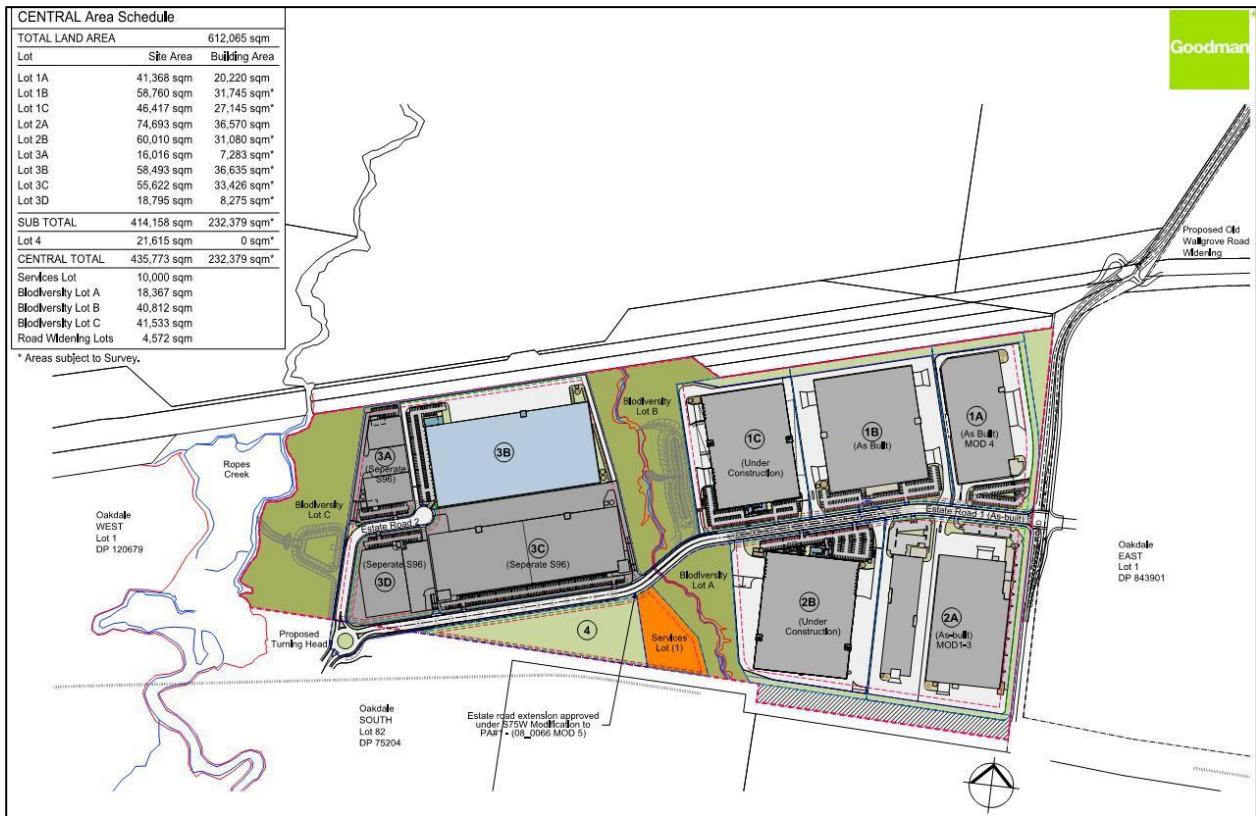 CENTRAL Area Schedule
TOTAL LAND AREA 612,065 sqm
Lot Site Area Building Area
Lot 1A 41,368 sqm 20,220 sqm
Lot 1B 58,760 sqm 31,745 sqm*
Lot 1C 46,417 sqm 27,145 sqm*
Lot 2A 74,693 sqm 36,570 sqm
Lot 2B 60,010 sqm 31,080 sqm*
Lot 3A 16,016 sqm 7,283 sqm*
Lot 3B 58,493 sqm 36,635 sqm*
Lot 3C 55,622 sqm 33,426 sqm*
Lot 3D 18,795 sqm 8,275 sqm*
SUB TOTAL 414,158 sqm 232,379 sqm*
Lot 4 21,615 sqm 0 sqm*
CENTRAL TOTAL 435,773 sqm 232,379 sqm*
Services Lot 10,000 sqm
Biodiversity Lot A 18,367 sqm
Biodiversity Lot B 40,812 sqm
Biodiversity Lot C 41,533 sqm
Road Widening Lots 4,572 sqm
* Areas subject to Survey.
Goodman
Proposed Old
Wallgrove Road
Widening
Biodiversity
Lot B
1C
(Under
Construction)
1B
(As Built)
1A
(As Built)
MOD 4
3A
(Seperate
S96)
3B
Ropes
Creek
Biodiversity
Lot C
Estate Road 2
Estate Road 1 (As-built)
Oakdale
WEST
Lot 1
DP 120679
3C
(Seperate S96)
(Seperate S96)
3D
Oakdale
EAST
Lot 1
DP 843901
Biodiversity
Lot A
2B
(Under
Construction)
2A
(As-built)
MOD1-3
Proposed
Turning Head
4
Services
Lot (1)
Oakdale
SOUTH
Lot 82
DP 75204
Estate road extension approved
under S75W Modification to
PA#1 - (08_0066 MOD 5)